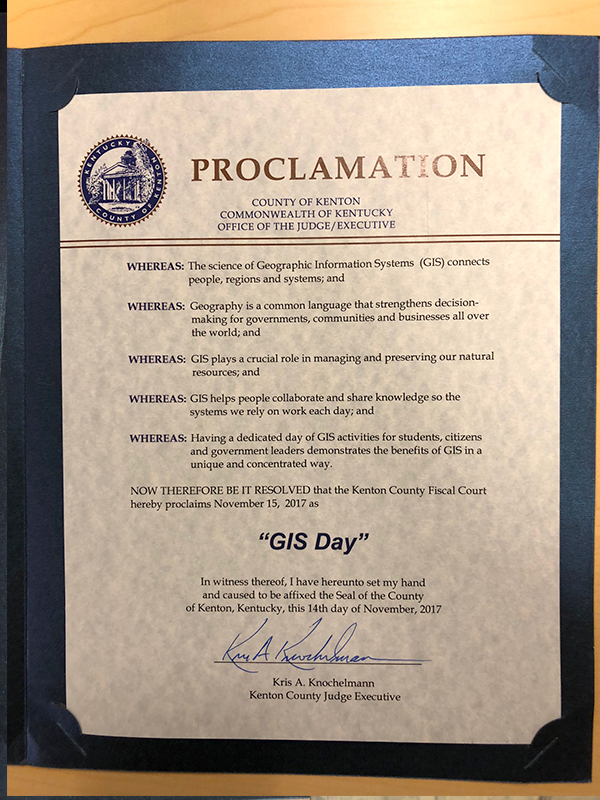 KENTUCKY
COUNTY OF KENTON
PROCLAMATION
COUNTY OF KENTON
COMMONWEALTH OF KENTUCKY
OFFICE OF THE JUDGE/EXECUTIVE
WHEREAS: The science of Geographic Information Systems (GIS) connects
people, regions and systems; and
WHEREAS: Geography is a common language that strengthens decision-
making for governments, communities and businesses all over
the world; and
WHEREAS: GIS plays a crucial role in managing and preserving our natural
resources; and
WHEREAS: GIS helps people collaborate and share knowledge so the
systems we rely on work each day; and
WHEREAS: Having a dedicated day of GIS activities for students, citizens
and government leaders demonstrates the benefits of GIS in a
unique and concentrated way.
NOW THEREFORE BE IT RESOLVED that the Kenton County Fiscal Court
hereby proclaims November 15, 2017 as
“GIS Day”
In witness thereof, I have hereunto set my hand
and caused to be affixed the Seal of the County
of Kenton, Kentucky, this 14th day of November, 2017
Kris A Knochelmann
Kris A. Knochelmann
Kenton County Judge Executive